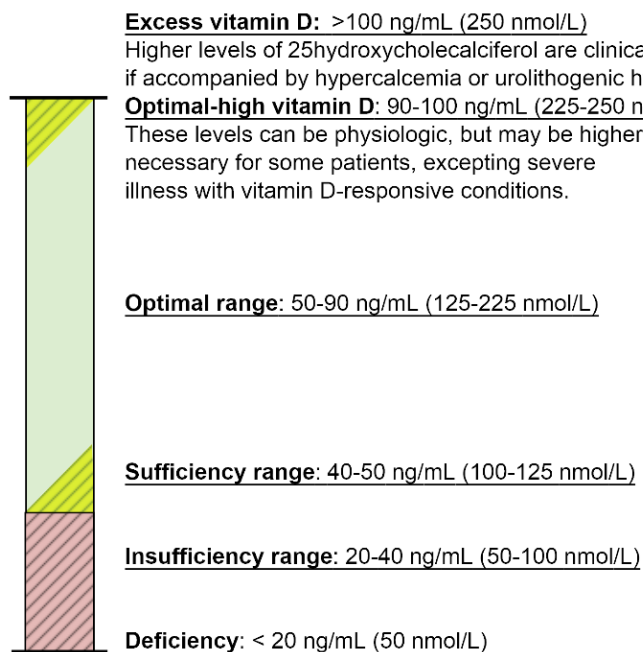 Excess vitamin D: >100 ng/mL (250 nmol/L)
Higher levels of 25hydroxycholecalciferol are
if accompanied by hypercalcemia or urolithogenic
Optimal-high vitamin D: 90-100 ng/mL (225-250
These levels can be physiologic, but may be higher
necessary for some patients, excepting severe
illness with vitamin D-responsive conditions.
Optimal range: 50-90 ng/mL (125-225 nmol/L)
Sufficiency range: 40-50 ng/mL (100-125 nmol/L)
Insufficiency range: 20-40 ng/mL (50-100 nmol/L)
Deficiency: < 20 ng/mL (50 nmol/L)